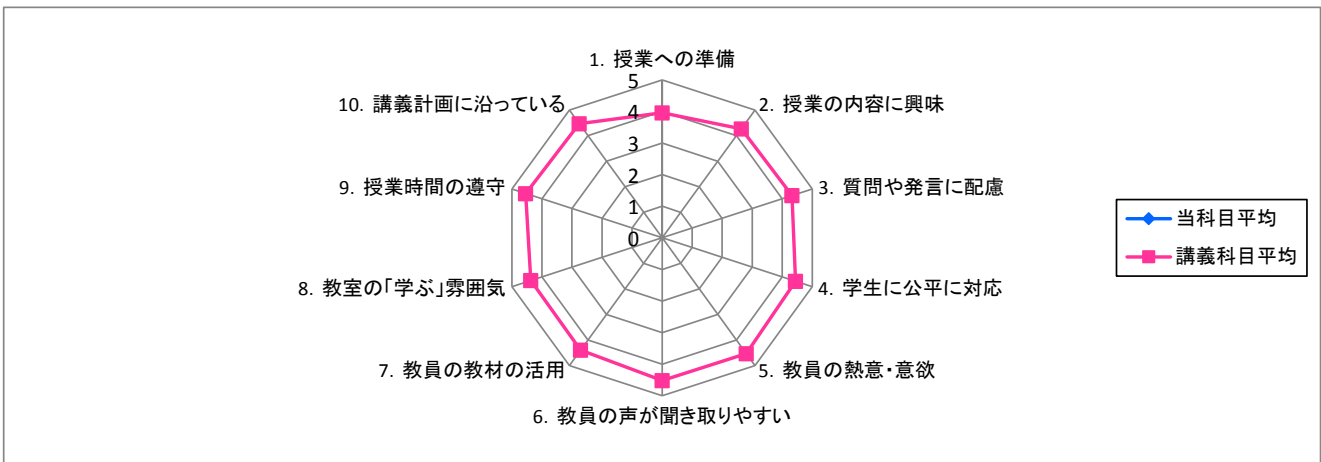 1. 授業への準備
2. 授業の内容に興味
3. 質問や発言に配慮
4. 学生に公平に対応
5. 教員の熱意・意欲
6. 教員の声が聞き取りやすい
7. 教員の教材の活用
8. 教室の「学ぶ」雰囲気
9. 授業時間の遵守
10. 講義計画に沿っている
5
4
3
2
1
0
当科目平均
講義科目平均